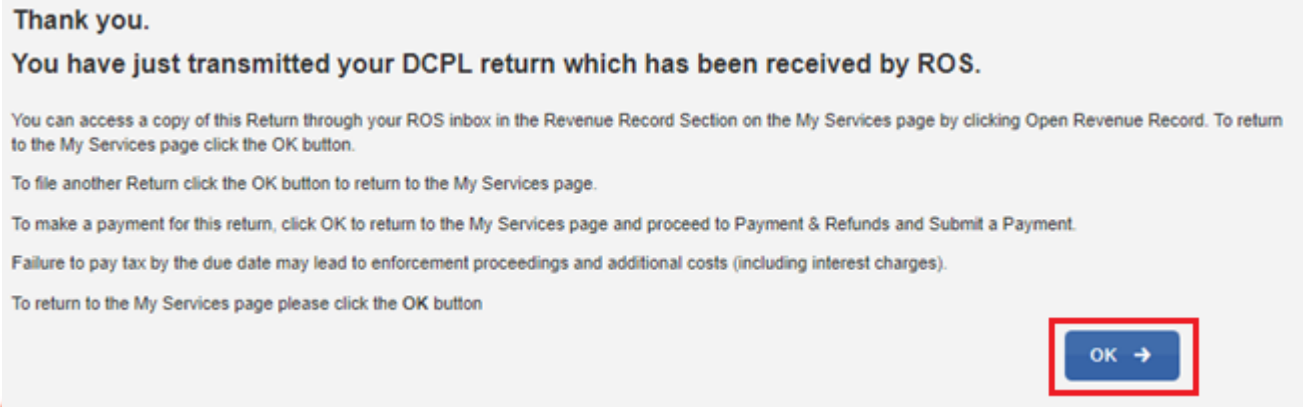 Thank you.
You have just transmitted your DCPL return which has been received by ROS.
You can access a copy of this Return through your ROS inbox in the Revenue Record Section on the My Services page by clicking Open Revenue Record. To return
to the My Services page click the OK button.
To file another Return click the OK button to return to the My Services page.
To make a payment for this return, click OK to return to the My Services page and proceed to Payment & Refunds and Submit a Payment.
Failure to pay tax by the due date may lead to enforcement proceedings and additional costs (including interest charges).
To return to the My Services page please click the OK button
OK →